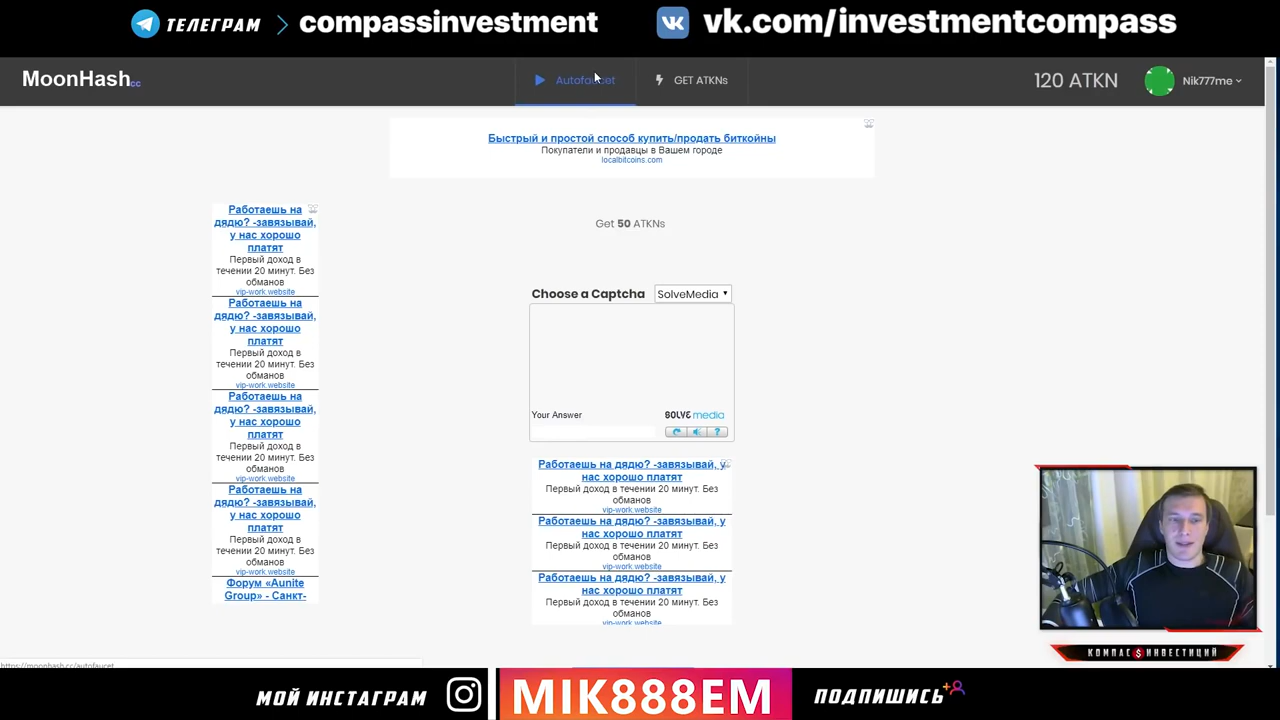 ТЕЛЕГРАМ > compassinvestment
vk.com/investmentcompass
MoonHash.cc
Autofaucet
GET ATKNs
120 ATKN
Nik777me
Быстрый и простой способ купить/продать биткойны
Покупатели и продавцы в Вашем городе
localbitcoins.com
Работаешь на
дядю? -завязывай,
у нас хорошо
платят
Первый доход в
течении 20 минут. Без
обманов
vip-work.website
Работаешь на
дядю? -завязывай,
у нас хорошо
платят
Первый доход в
течении 20 минут. Без
обманов
vip-work.website
Работаешь на
дядю? -завязывай,
у нас хорошо
платят
Первый доход в
течении 20 минут. Без
обманов
vip-work.website
Работаешь на
дядю? -завязывай,
у нас хорошо
платят
Первый доход в
течении 20 минут. Без
обманов
vip-work.website
Форум «Aunite
Group» - Санкт-
Get 50 ATKNs
Choose a Captcha
SolveMedia
Your Answer
SOLVE media
Работаешь на дядю? -завязывай, у
нас хорошо платят
Первый доход в течении 20 минут. Без
обманов
vip-work.website
Работаешь на дядю? -завязывай, у
нас хорошо платят
Первый доход в течении 20 минут. Без
обманов
vip-work.website
Работаешь на дядю? -завязывай, у
нас хорошо платят
Первый доход в течении 20 минут. Без
обманов
vip-work.website
КОМПАС $ ИНВЕСТИЦИЙ
https://moonhash.cc/autofaucet
МОЙ ИНСТАГРАМ
MIK888EM
ПОДПИШИСЬ